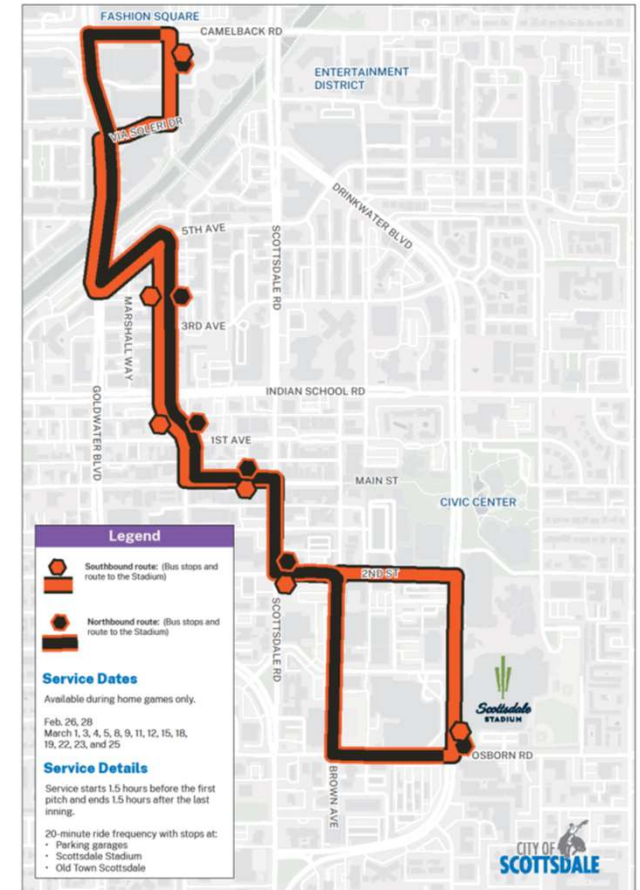 FASHION SQUARE
CAMELBACK RD
ENTERTAINMENT
DISTRICT
VIA SOLERI DR
DRINKWATER BLVD
5TH AVE
SCOTTSDALE RD
MARSHALL WAY
3RD AVE
GOLDWATER BLVD
INDIAN SCHOOL RD
1ST AVE
MAIN ST
CIVIC CENTER
2ND ST
SCOTTSDALE RD
Scottsdale
STADIUM
OSBORN RD
BROWN AVE
Legend
Southbound route: (Bus stops and
route to the Stadium)
Northbound route: (Bus stops and
route to the Stadium)
Service Dates
Available during home games only.
Feb. 26, 28
March 1, 3, 4, 5, 8, 9, 11, 12, 15, 18,
19, 22, 23, and 25
Service Details
Service starts 1.5 hours before the first
pitch and ends 1.5 hours after the last
inning.
20-minute ride frequency with stops at:
• Parking garages
• Scottsdale Stadium
• Old Town Scottsdale
CITY OF
SCOTTSDALE